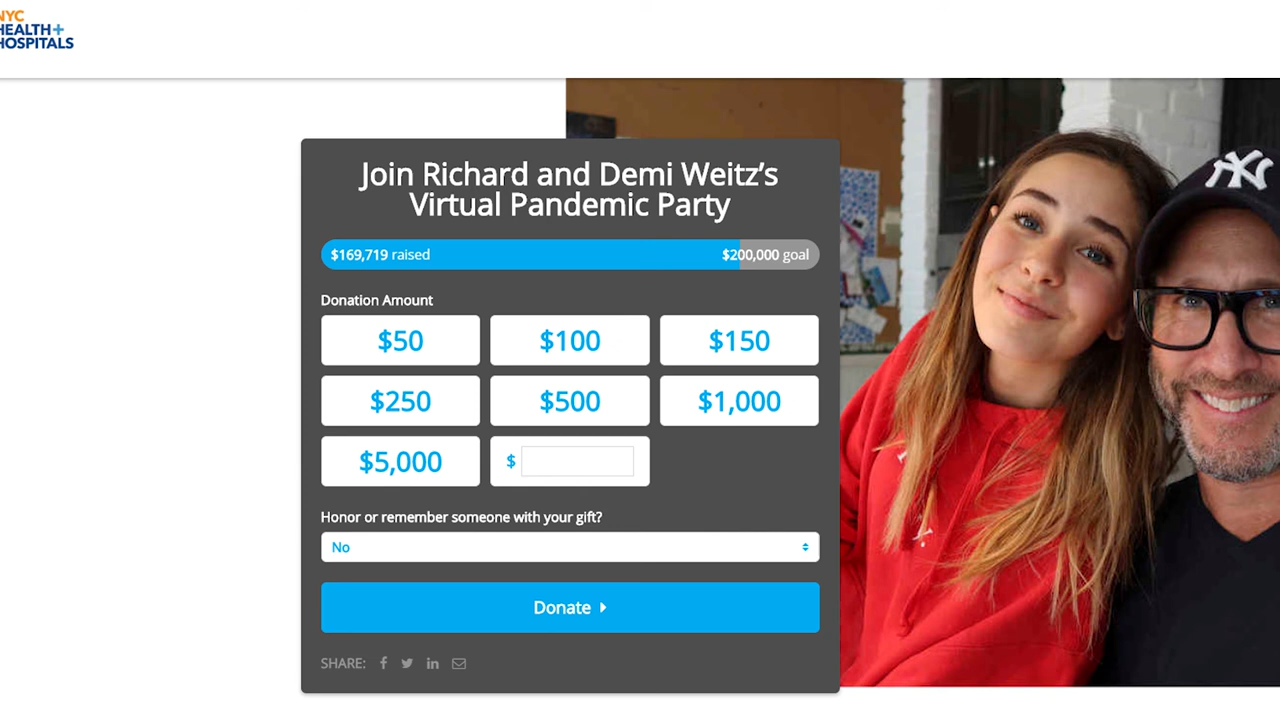 NYC
HEALTH+
HOSPITALS
Join Richard and Demi Weitz’s
Virtual Pandemic Party
$169,719 raised $200,000 goal
Donation Amount
$50 $100 $150
$250 $500 $1,000
$5,000 $
Honor or remember someone with your gift?
No
Donate
SHARE:
NY